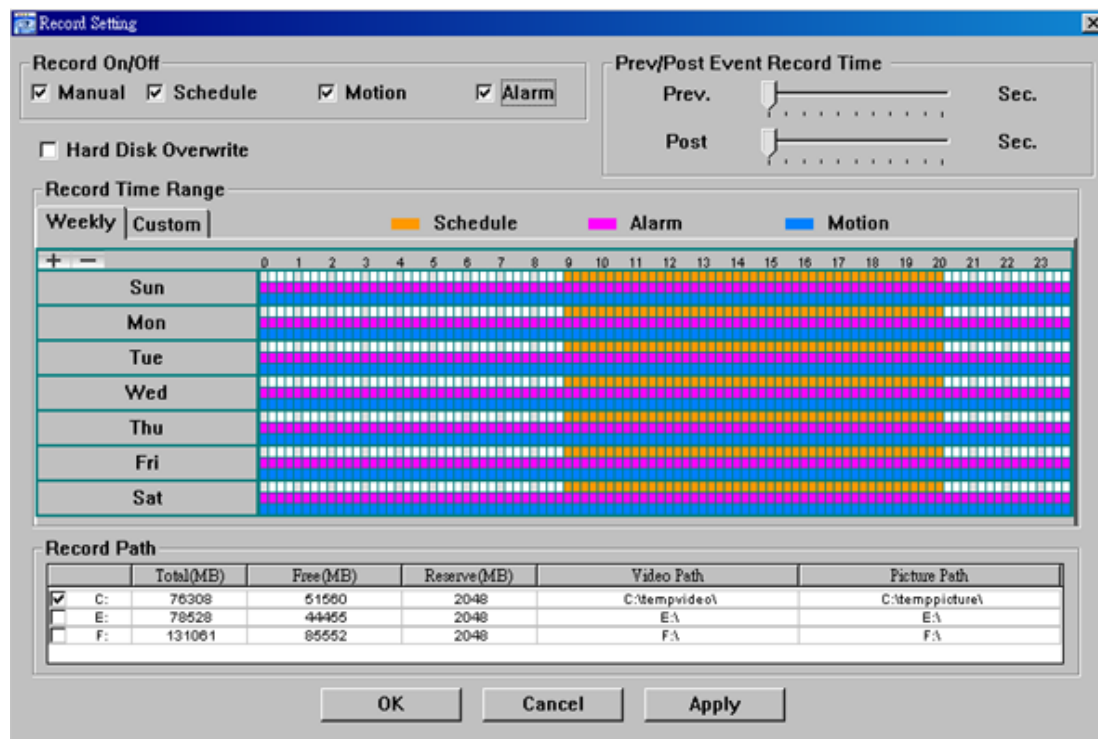 Record Setting
Record On/Off
Manual Schedule Motion Alarm
Prev/Post Event Record Time
Prev. Sec.
Post Sec.
Hard Disk Overwrite
Record Time Range
Weekly Custom Schedule Alarm Motion
+ - 0 1 2 3 4 5 6 7 8 9 10 11 12 13 14 15 16 17 18 19 20 21 22 23
Sun
Mon
Tue
Wed
Thu
Fri
Sat
Record Path
Total(MB) Free(MB) Reserve(MB) Video Path Picture Path
C: 76308 51560 2048 C:\tempvideo\ C:\temppicture\
E: 78528 44455 2048 E:\ E:\
F: 131061 85552 2048 F:\ F:\
OK Cancel Apply